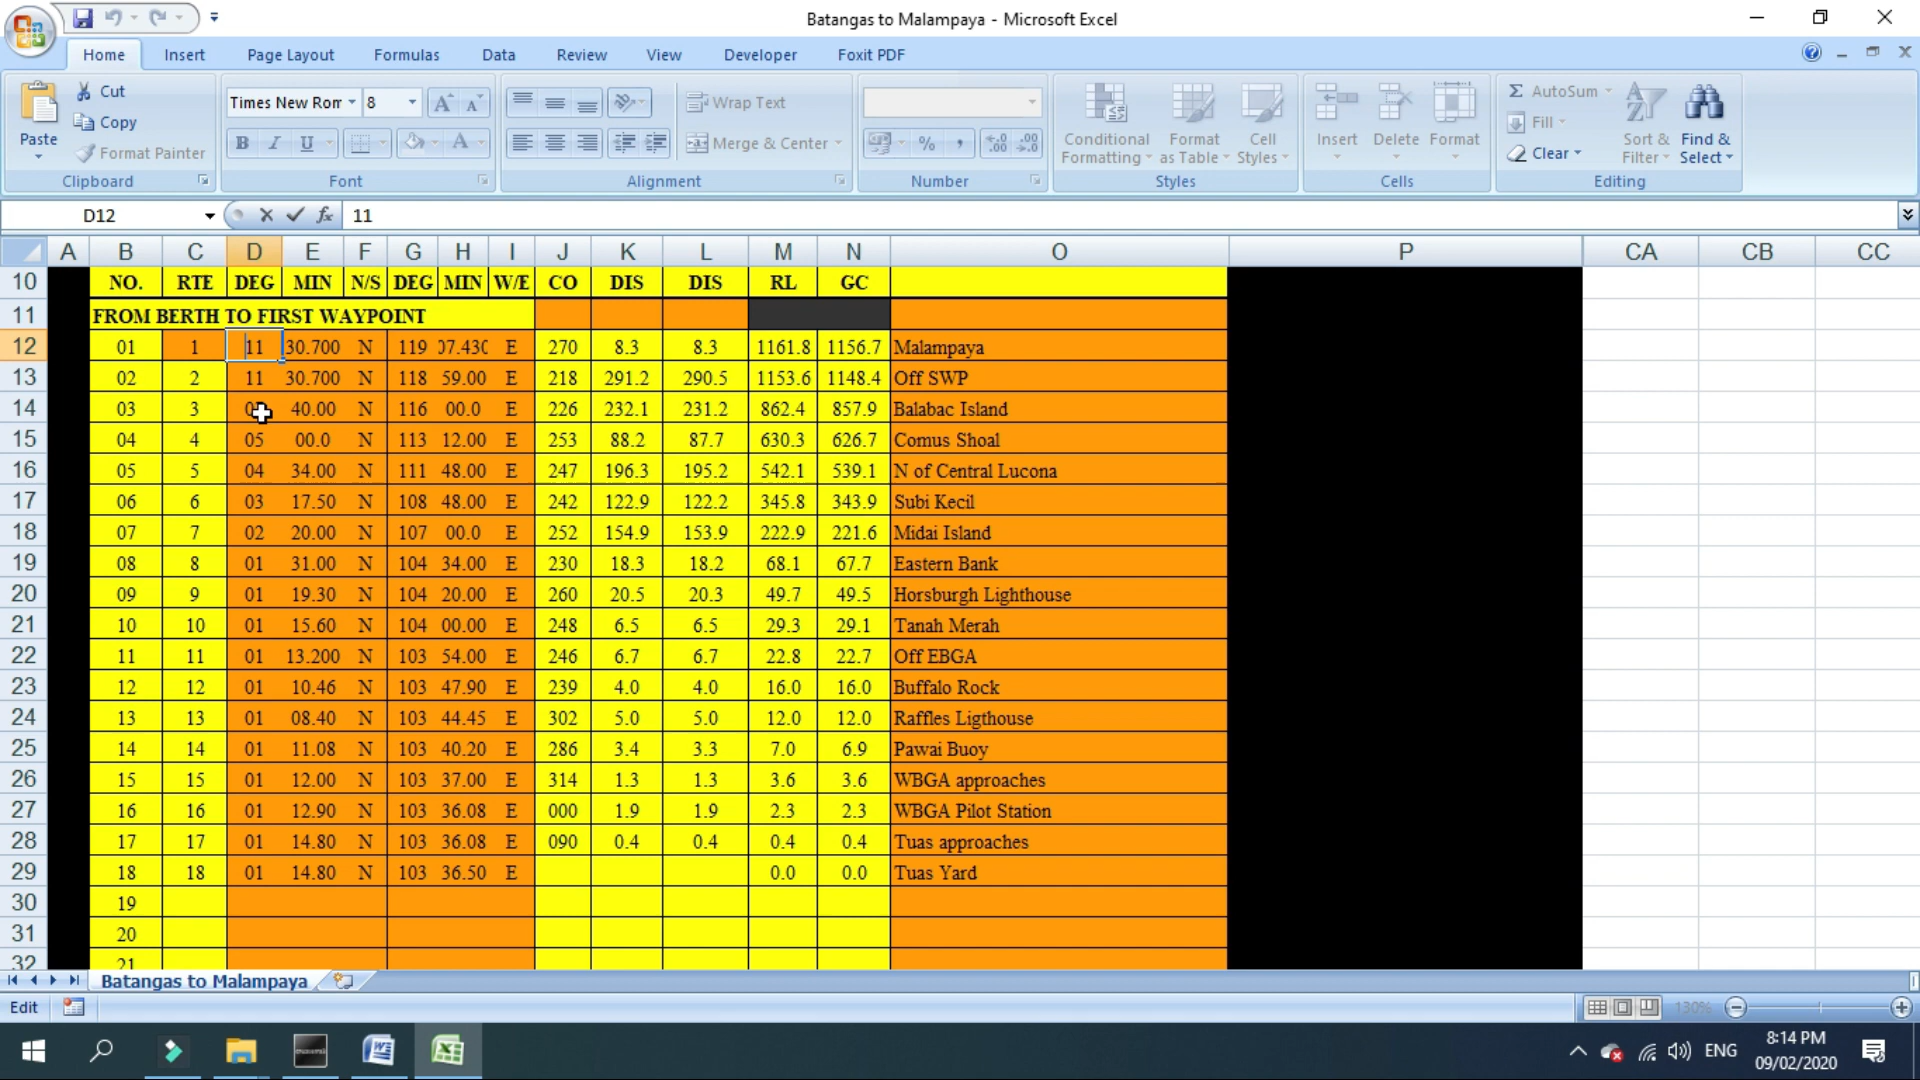 Batangas to Malampaya - Microsoft Excel
Home Insert Page Layout Formulas Data Review View Developer Foxit PDF
Paste Cut Copy Format Painter
Times New Ron 8
B I U
Wrap Text
Merge & Center
% ,
Conditional Formatting Format as Table Cell Styles
Insert Delete Format
Σ AutoSum Fill Clear
Sort & Filter Find & Select
Clipboard Font Alignment Number Styles Cells Editing
D12 fx 11
A B C D E F G H I J K L M N O P CA CB CC
10 NO. RTE DEG MIN N/S DEG MIN W/E CO DIS DIS RL GC
11 FROM BERTH TO FIRST WAYPOINT
12 01 1 11 30.700 N 119 07.430 E 270 8.3 8.3 1161.8 1156.7 Malampaya
13 02 2 11 30.700 N 118 59.00 E 218 291.2 290.5 1153.6 1148.4 Off SWP
14 03 3 40.00 N 116 00.0 E 226 232.1 231.2 862.4 857.9 Balabac Island
15 04 4 05 00.0 N 113 12.00 E 253 88.2 87.7 630.3 626.7 Comus Shoal
16 05 5 04 34.00 N 111 48.00 E 247 196.3 195.2 542.1 539.1 N of Central Lucona
17 06 6 03 17.50 N 108 48.00 E 242 122.9 122.2 345.8 343.9 Subi Kecil
18 07 7 02 20.00 N 107 00.0 E 252 154.9 153.9 222.9 221.6 Midai Island
19 08 8 01 31.00 N 104 34.00 E 230 18.3 18.2 68.1 67.7 Eastern Bank
20 09 9 01 19.30 N 104 20.00 E 260 20.5 20.3 49.7 49.5 Horsburgh Lighthouse
21 10 10 01 15.60 N 104 00.00 E 248 6.5 6.5 29.3 29.1 Tanah Merah
22 11 11 01 13.200 N 103 54.00 E 246 6.7 6.7 22.8 22.7 Off EBGA
23 12 12 01 10.46 N 103 47.90 E 239 4.0 4.0 16.0 16.0 Buffalo Rock
24 13 13 01 08.40 N 103 44.45 E 302 5.0 5.0 12.0 12.0 Raffles Ligthouse
25 14 14 01 11.08 N 103 40.20 E 286 3.4 3.3 7.0 6.9 Pawai Buoy
26 15 15 01 12.00 N 103 37.00 E 314 1.3 1.3 3.6 3.6 WBGA approaches
27 16 16 01 12.90 N 103 36.08 E 000 1.9 1.9 2.3 2.3 WBGA Pilot Station
28 17 17 01 14.80 N 103 36.08 E 090 0.4 0.4 0.4 0.4 Tuas approaches
29 18 18 01 14.80 N 103 36.50 E 0.0 0.0 Tuas Yard
30 19
31 20
32 21
Batangas to Malampaya
Edit 130%
ENG 8:14 PM
09/02/2020